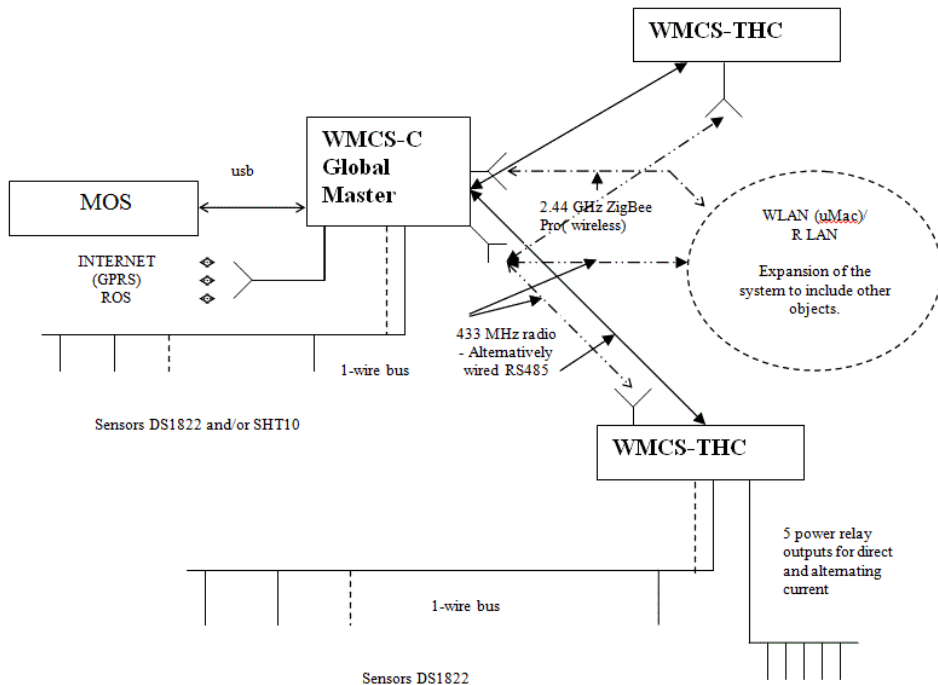 WMCS-THC
WMCS-C
Global
Master
usb
MOS
2.44 GHz ZigBee
Pro( wireless)
WLAN (uMac)/
R LAN
Expansion of the
system to include other
objects.
INTERNET
(GPRS)
ROS
433 MHz radio
- Alternatively
wired RS485
1-wire bus
Sensors DS1822 and/or SHT10
WMCS-THC
5 power relay
outputs for direct
and alternating
current
1-wire bus
Sensors DS1822